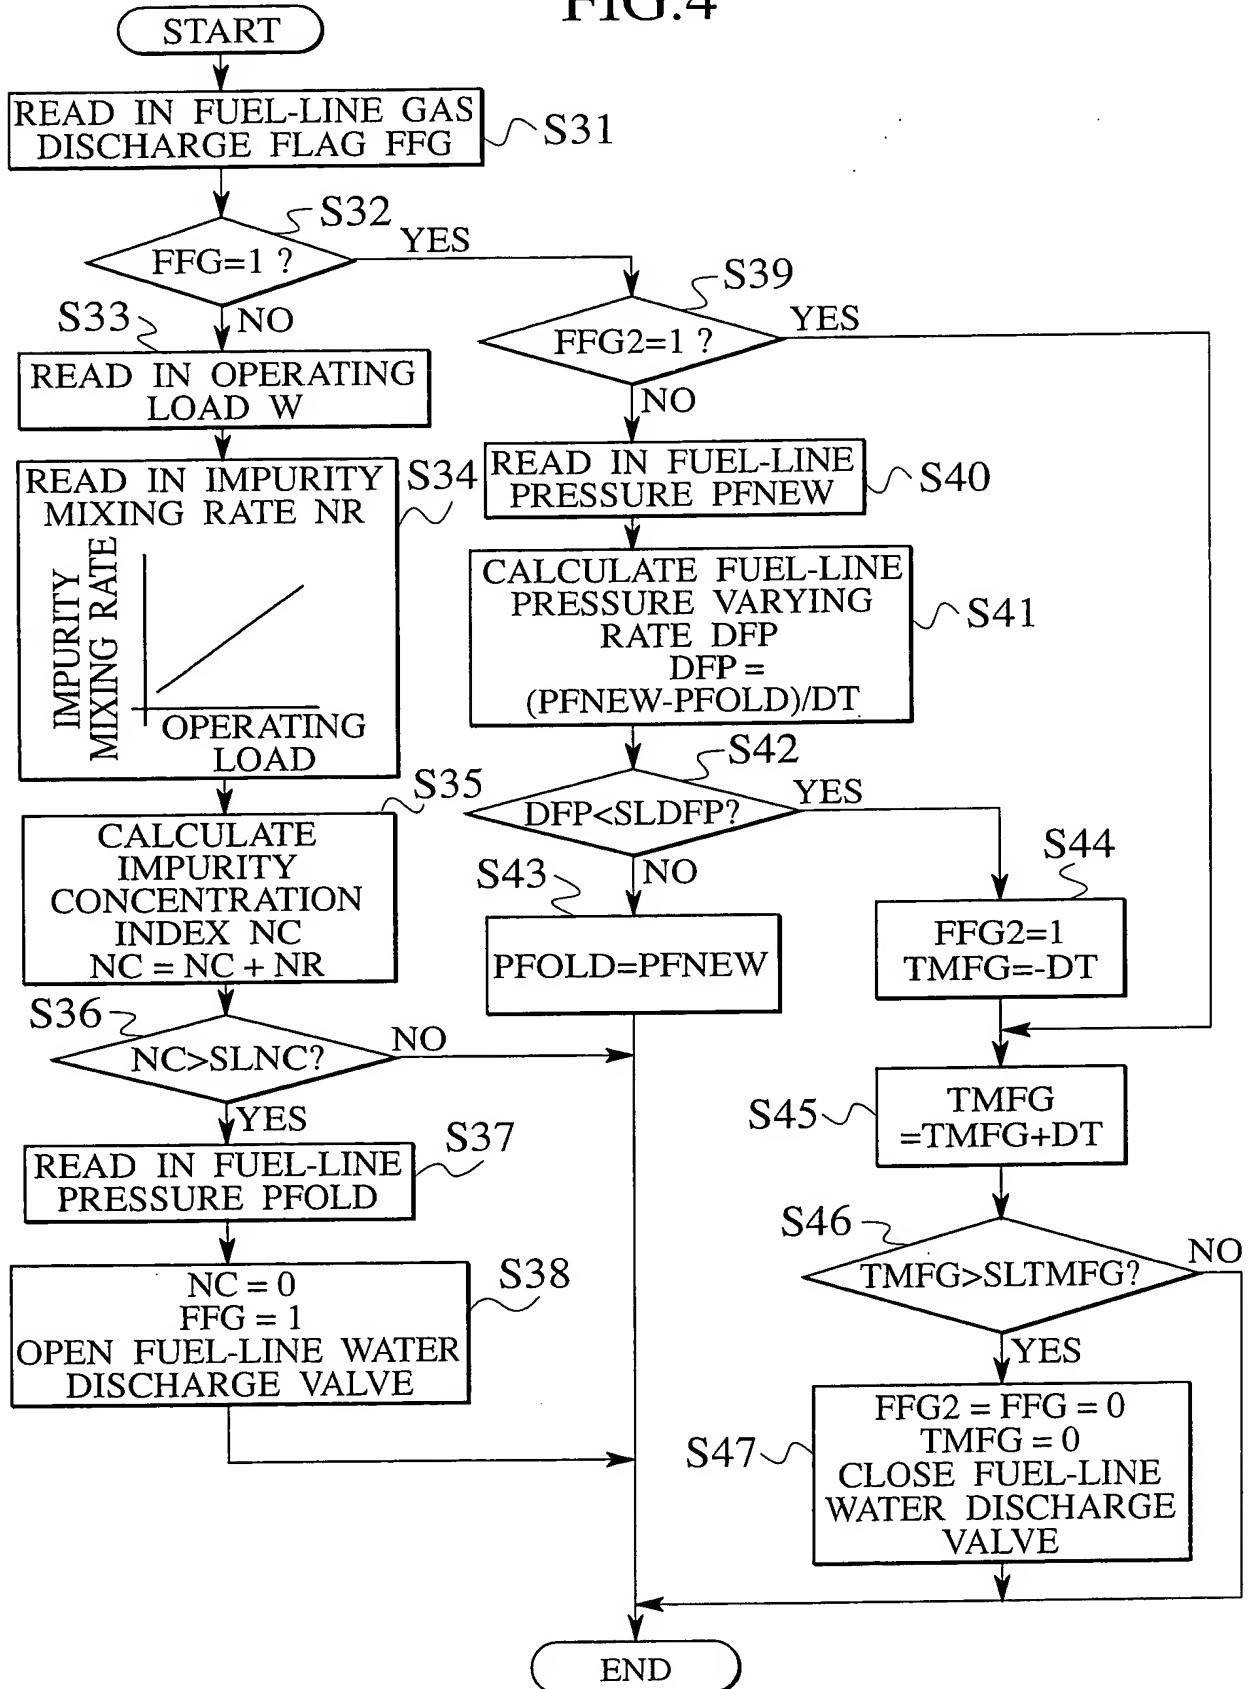 FIG.4
START
READ IN FUEL-LINE GAS
DISCHARGE FLAG FFG
S31
S32
FFG=1 ?
YES
NO
S33
READ IN OPERATING
LOAD W
S34
READ IN IMPURITY
MIXING RATE NR
IMPURITY
MIXING RATE
OPERATING
LOAD
S35
CALCULATE
IMPURITY
CONCENTRATION
INDEX NC
NC = NC + NR
S36
NC>SLNC?
NO
YES
S37
READ IN FUEL-LINE
PRESSURE PFOLD
S38
NC = 0
FFG = 1
OPEN FUEL-LINE WATER
DISCHARGE VALVE
S39
FFG2=1 ?
YES
NO
READ IN FUEL-LINE
PRESSURE PFNEW
S40
CALCULATE FUEL-LINE
PRESSURE VARYING
RATE DFP
DFP =
(PFNEW-PFOLD)/DT
S41
S42
DFP<SLDFP?
YES
NO
S43
PFOLD=PFNEW
S44
FFG2=1
TMFG=-DT
S45
TMFG
=TMFG+DT
S46
TMFG>SLTMFG?
NO
YES
S47
FFG2 = FFG = 0
TMFG = 0
CLOSE FUEL-LINE
WATER DISCHARGE
VALVE
END